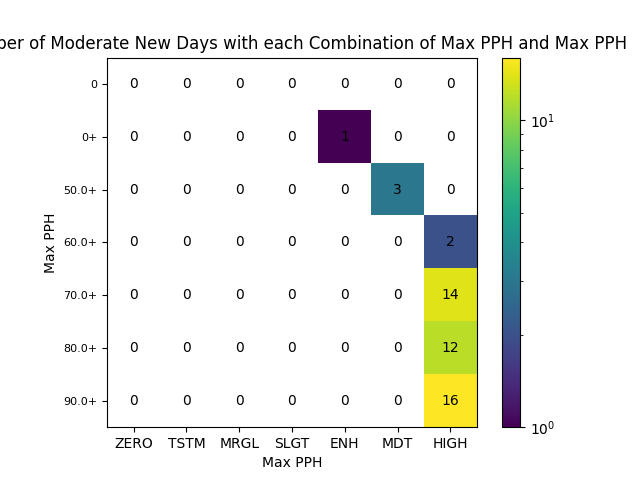 of Moderate New Days with each Combination of Max PPH and Max PPH
0 0 0 0 0 0 0 0
0+ 0 0 0 0 1 0 0
50.0+ 0 0 0 0 0 3 0
60.0+ 0 0 0 0 0 0 2
70.0+ 0 0 0 0 0 0 14
80.0+ 0 0 0 0 0 0 12
90.0+ 0 0 0 0 0 0 16
ZERO TSTM MRGL SLGT ENH MDT HIGH
Max PPH
Max PPH
10¹
10⁰